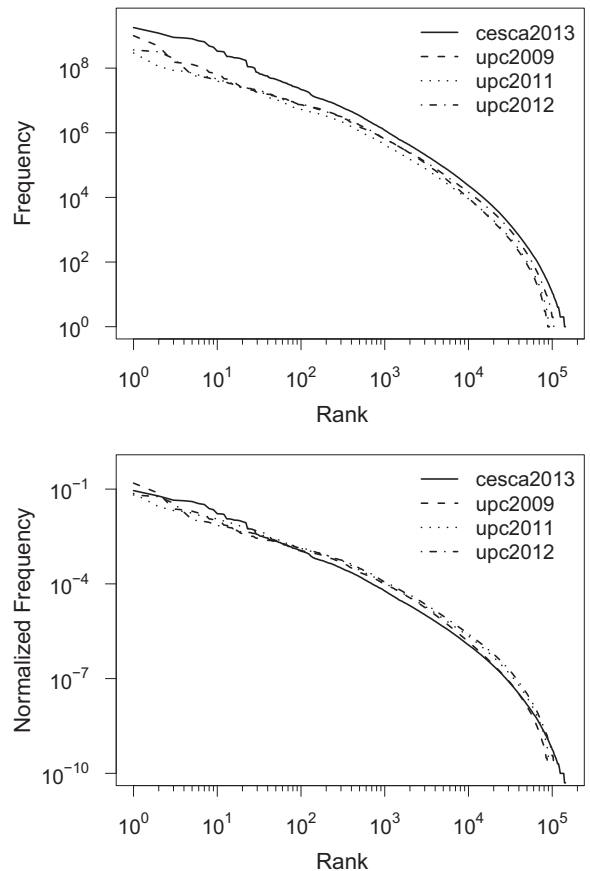 cesca2013
upc2009
upc2011
upc2012
Frequency
10^8
10^6
10^4
10^2
10^0
10^0 10^1 10^2 10^3 10^4 10^5
Rank
cesca2013
upc2009
upc2011
upc2012
Normalized Frequency
10^−1
10^−4
10^−7
10^−10
10^0 10^1 10^2 10^3 10^4 10^5
Rank